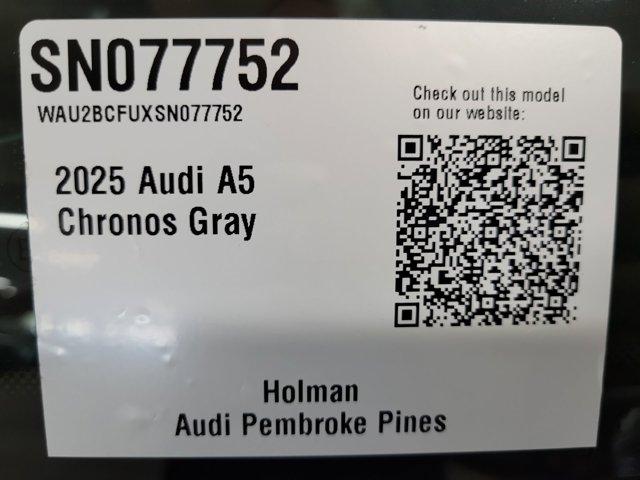 SN077752
WAU2BCFUXSN077752
Check out this model
on our website:
2025 Audi A5
Chronos Gray
Holman
Audi Pembroke Pines